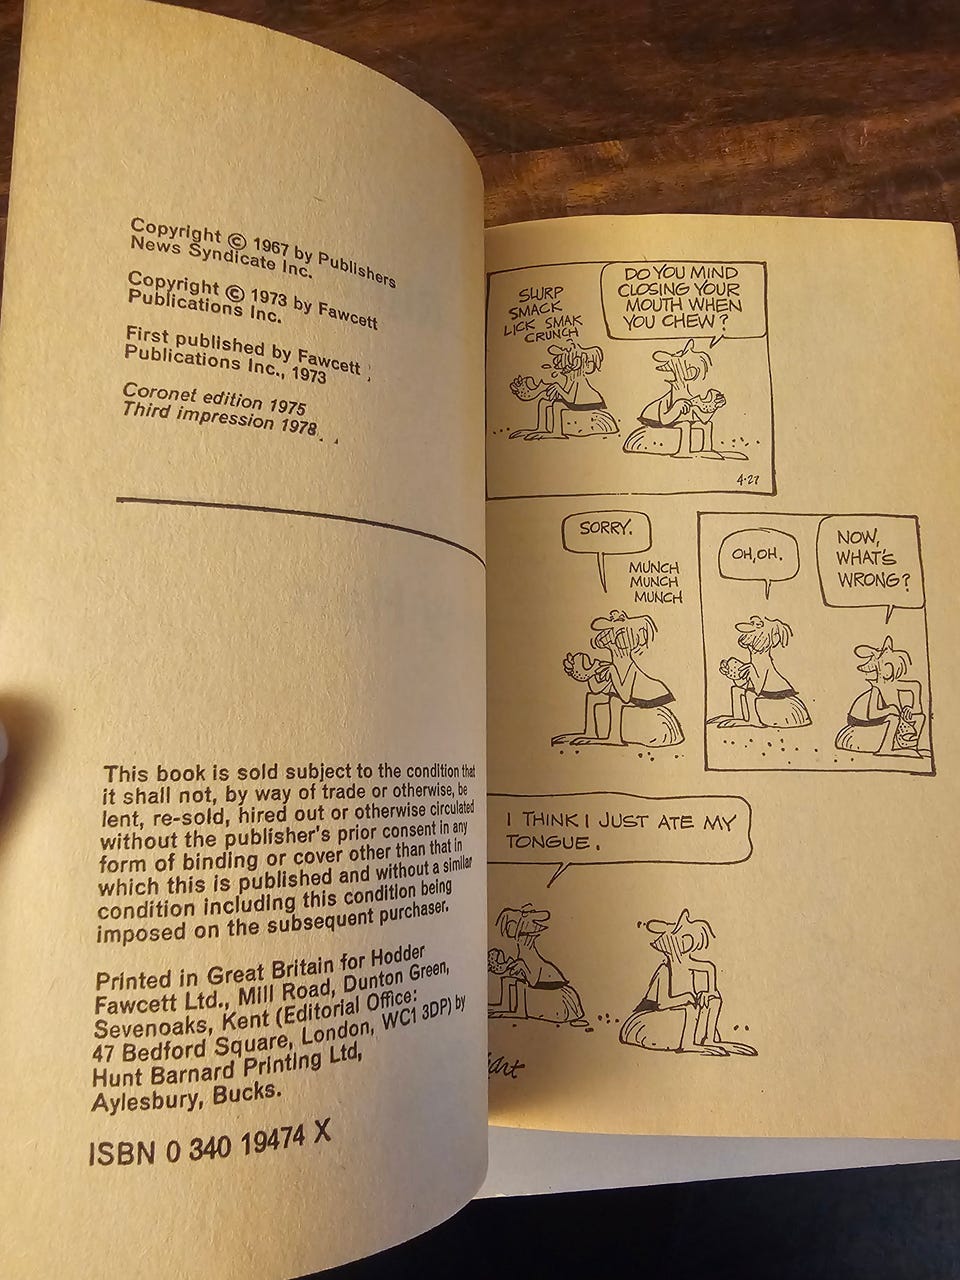 Copyright © 1967 by Publishers
News Syndicate Inc.
Copyright © 1973 by Fawcett
Publications Inc.
First published by Fawcett
Publications Inc., 1973
Coronet edition 1975
Third impression 1978
This book is sold subject to the condition that
it shall not, by way of trade or otherwise, be
lent, re-sold, hired out or otherwise circulated
without the publisher's prior consent in any
form of binding or cover other than that in
which this is published and without a similar
condition including this condition being
imposed on the subsequent purchaser.
Printed in Great Britain for Hodder
Fawcett Ltd., Mill Road, Dunton Green,
Sevenoaks, Kent (Editorial Office:
47 Bedford Square, London, WC1 3DP) by
Hunt Barnard Printing Ltd,
Aylesbury, Bucks.
ISBN 0 340 19474 X
SLURP
SMACK
LICK SMAK
CRUNCH
DO YOU MIND
CLOSING YOUR
MOUTH WHEN
YOU CHEW?
4·27
SORRY.
MUNCH
MUNCH
MUNCH
OH, OH.
NOW,
WHAT'S
WRONG?
I THINK I JUST ATE MY
TONGUE.